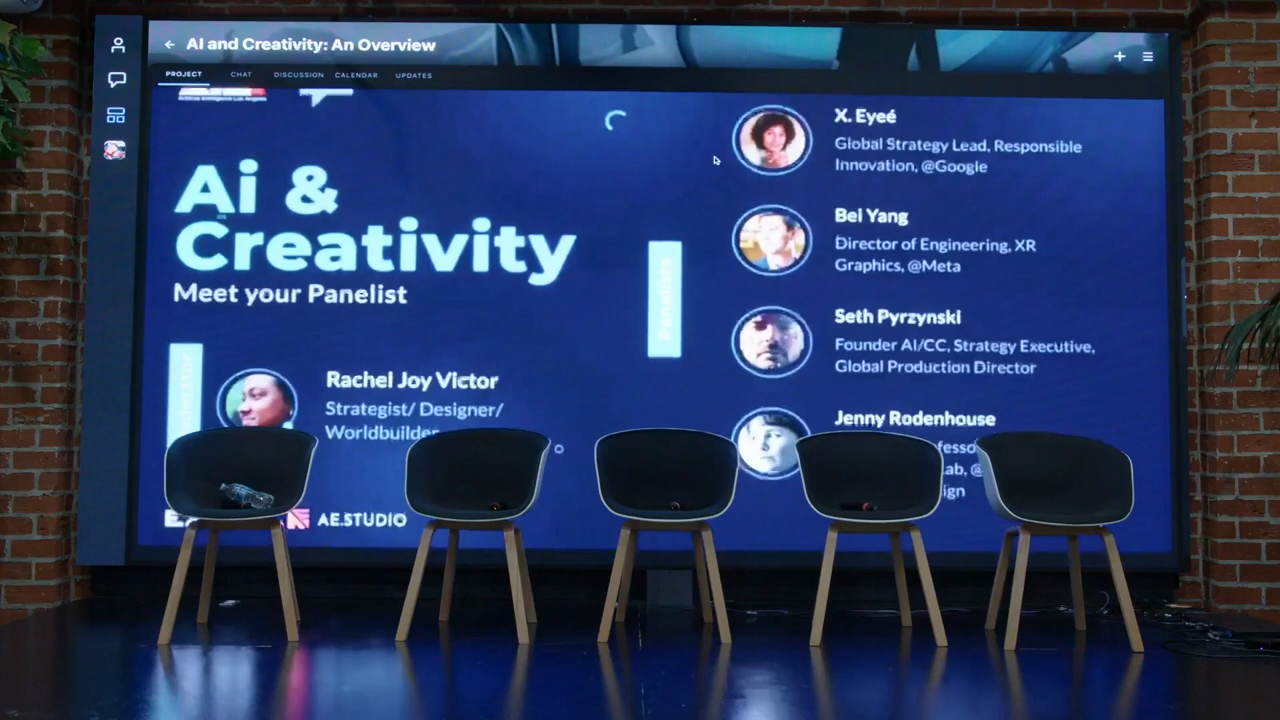 AI and Creativity: An Overview
PROJECT CHAT DISCUSSION CALENDAR UPDATES
Ai &
Creativity
Meet your Panelist
Rachel Joy Victor
Strategist/ Designer/
Worldbuilder
AE.STUDIO
Panelists
X. Eyeé
Global Strategy Lead, Responsible
Innovation, @Google
Bei Yang
Director of Engineering, XR
Graphics, @Meta
Seth Pyrzynski
Founder AI/CC, Strategy Executive,
Global Production Director
Jenny Rodenhouse